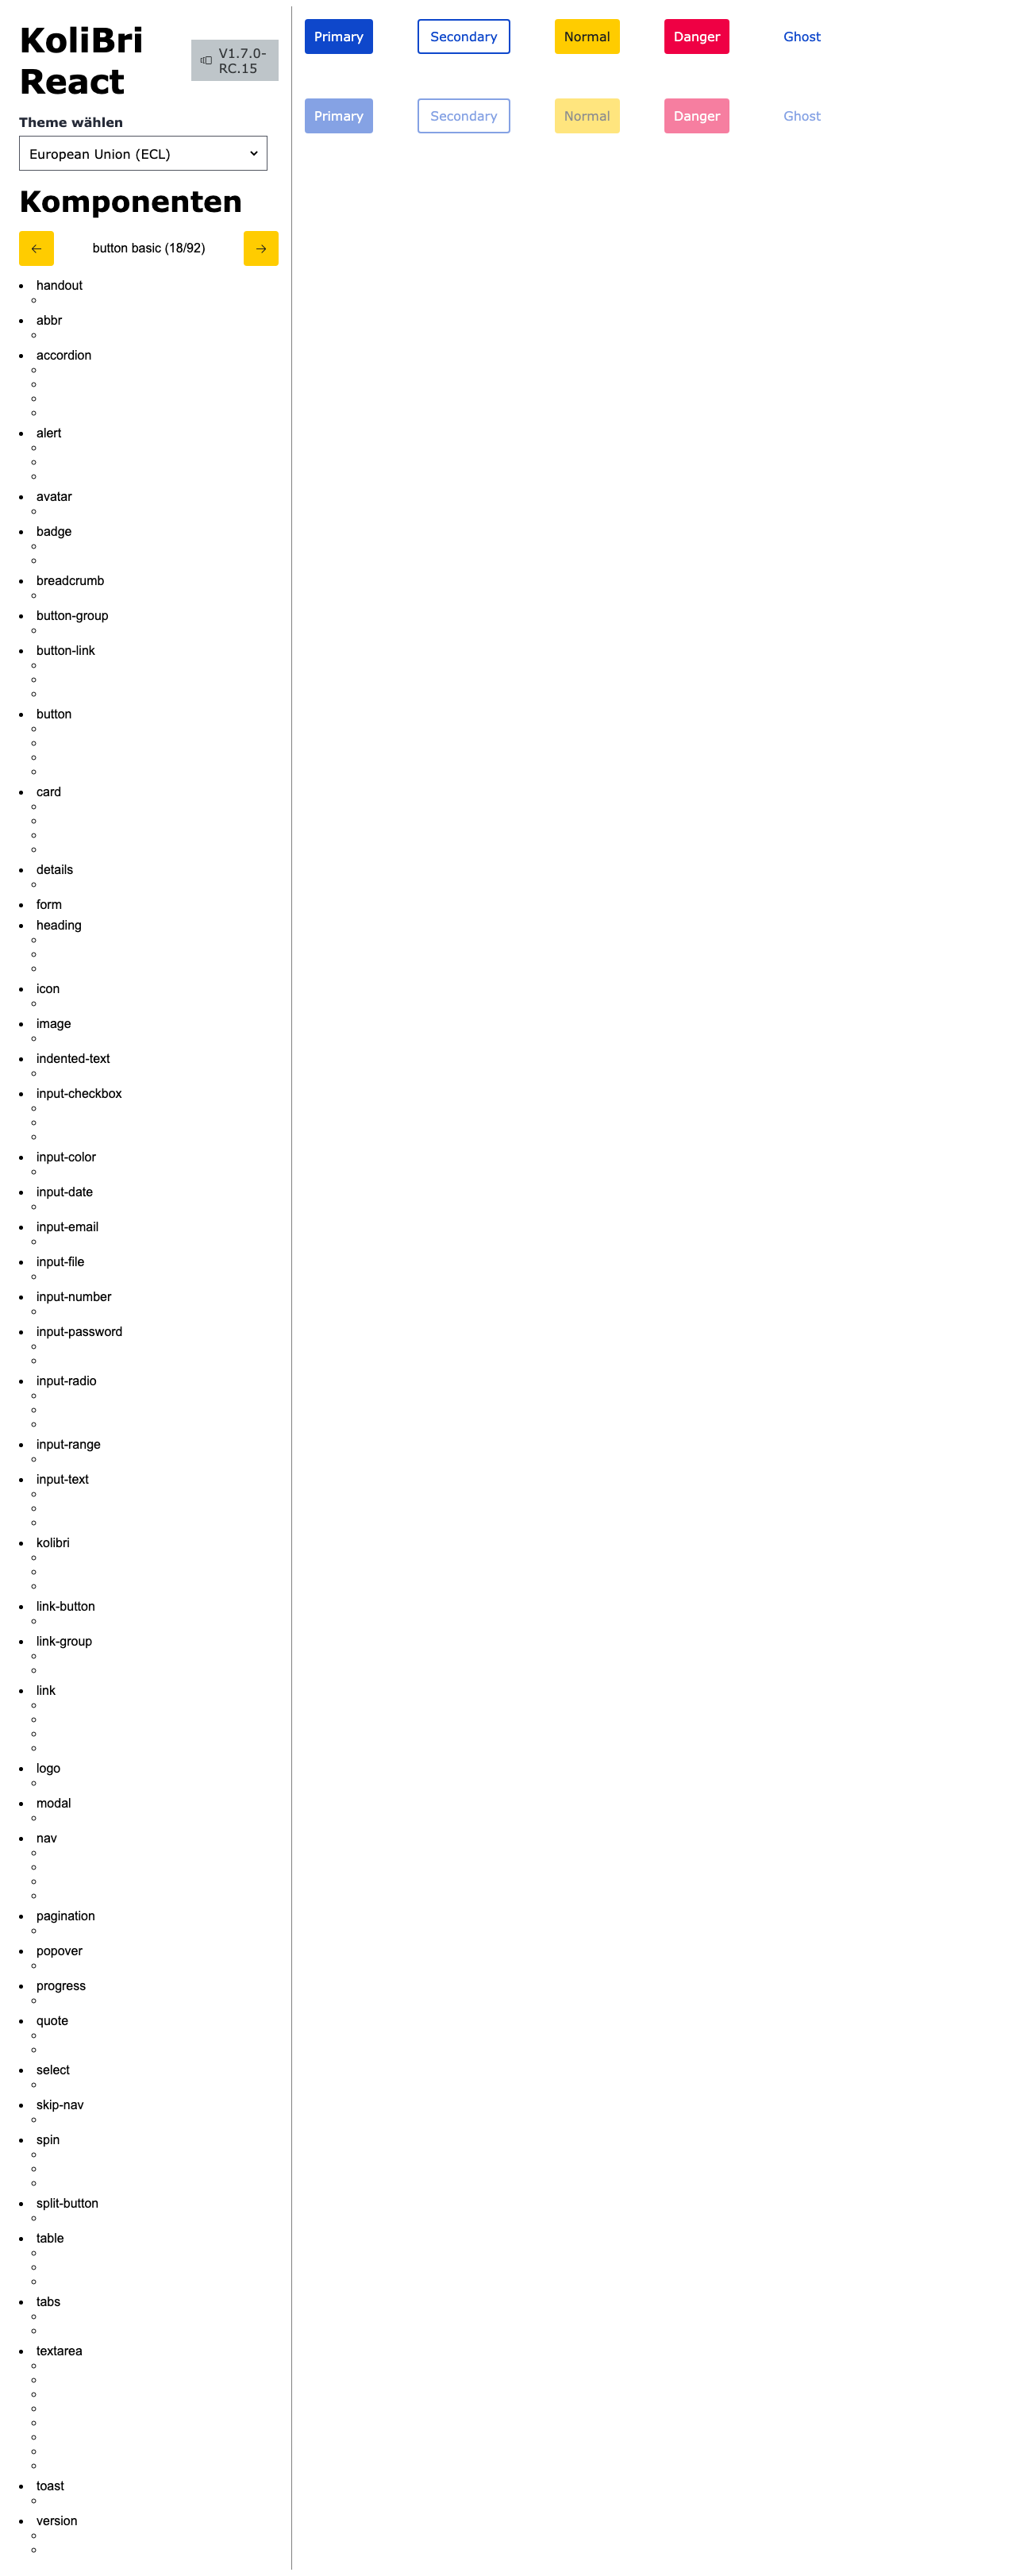 KoliBri
React
V1.7.0-
RC.15
Theme wählen
European Union (ECL)
Komponenten
button basic (18/92)
handout
abbr
accordion
alert
avatar
badge
breadcrumb
button-group
button-link
button
card
details
form
heading
icon
image
indented-text
input-checkbox
input-color
input-date
input-email
input-file
input-number
input-password
input-radio
input-range
input-text
kolibri
link-button
link-group
link
logo
modal
nav
pagination
popover
progress
quote
select
skip-nav
spin
split-button
table
tabs
textarea
toast
version
Primary Secondary Normal Danger Ghost
Primary Secondary Normal Danger Ghost